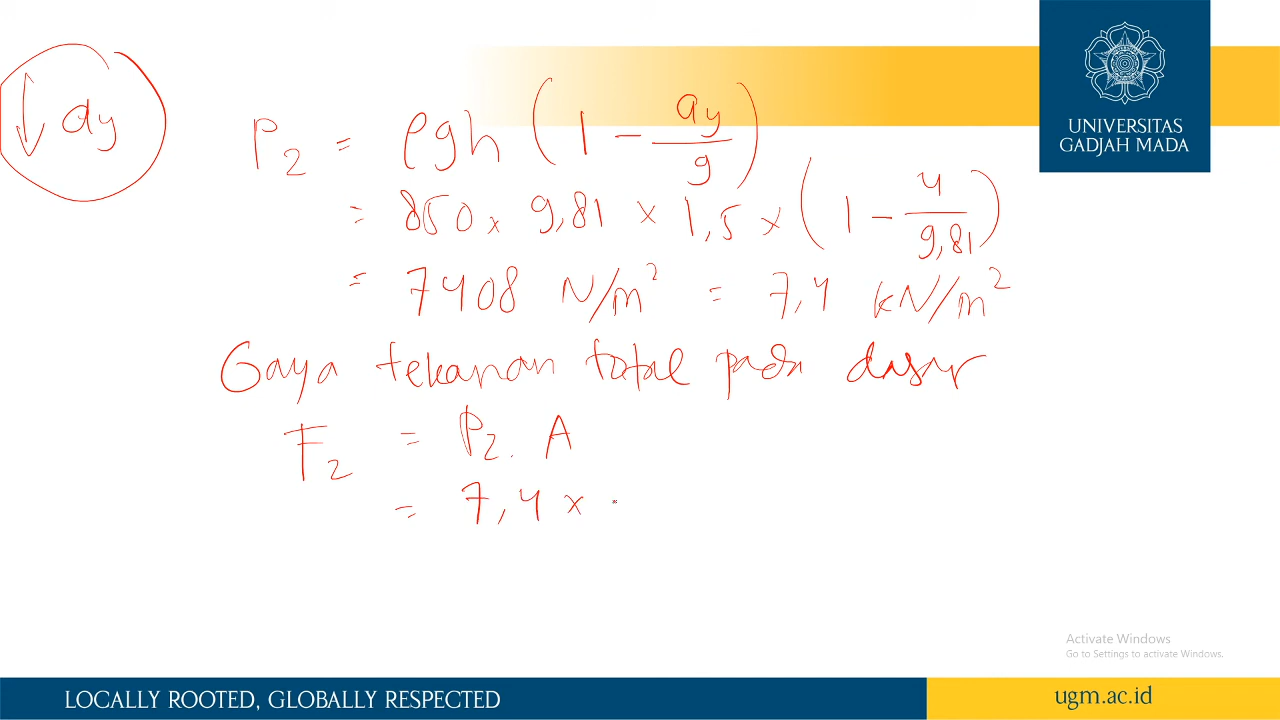 UNIVERSITAS
GADJAH MADA
↓ ay
P₂ = ρgh (1 - ay/g)
= 850 x 9,81 x 1,5 x (1 - 4/9,81)
= 7408 N/m² = 7,4 kN/m²
Gaya tekanan total pada dasar
F₂ = P₂. A
= 7,4 x
Activate Windows
Go to Settings to activate Windows.
LOCALLY ROOTED, GLOBALLY RESPECTED
ugm.ac.id